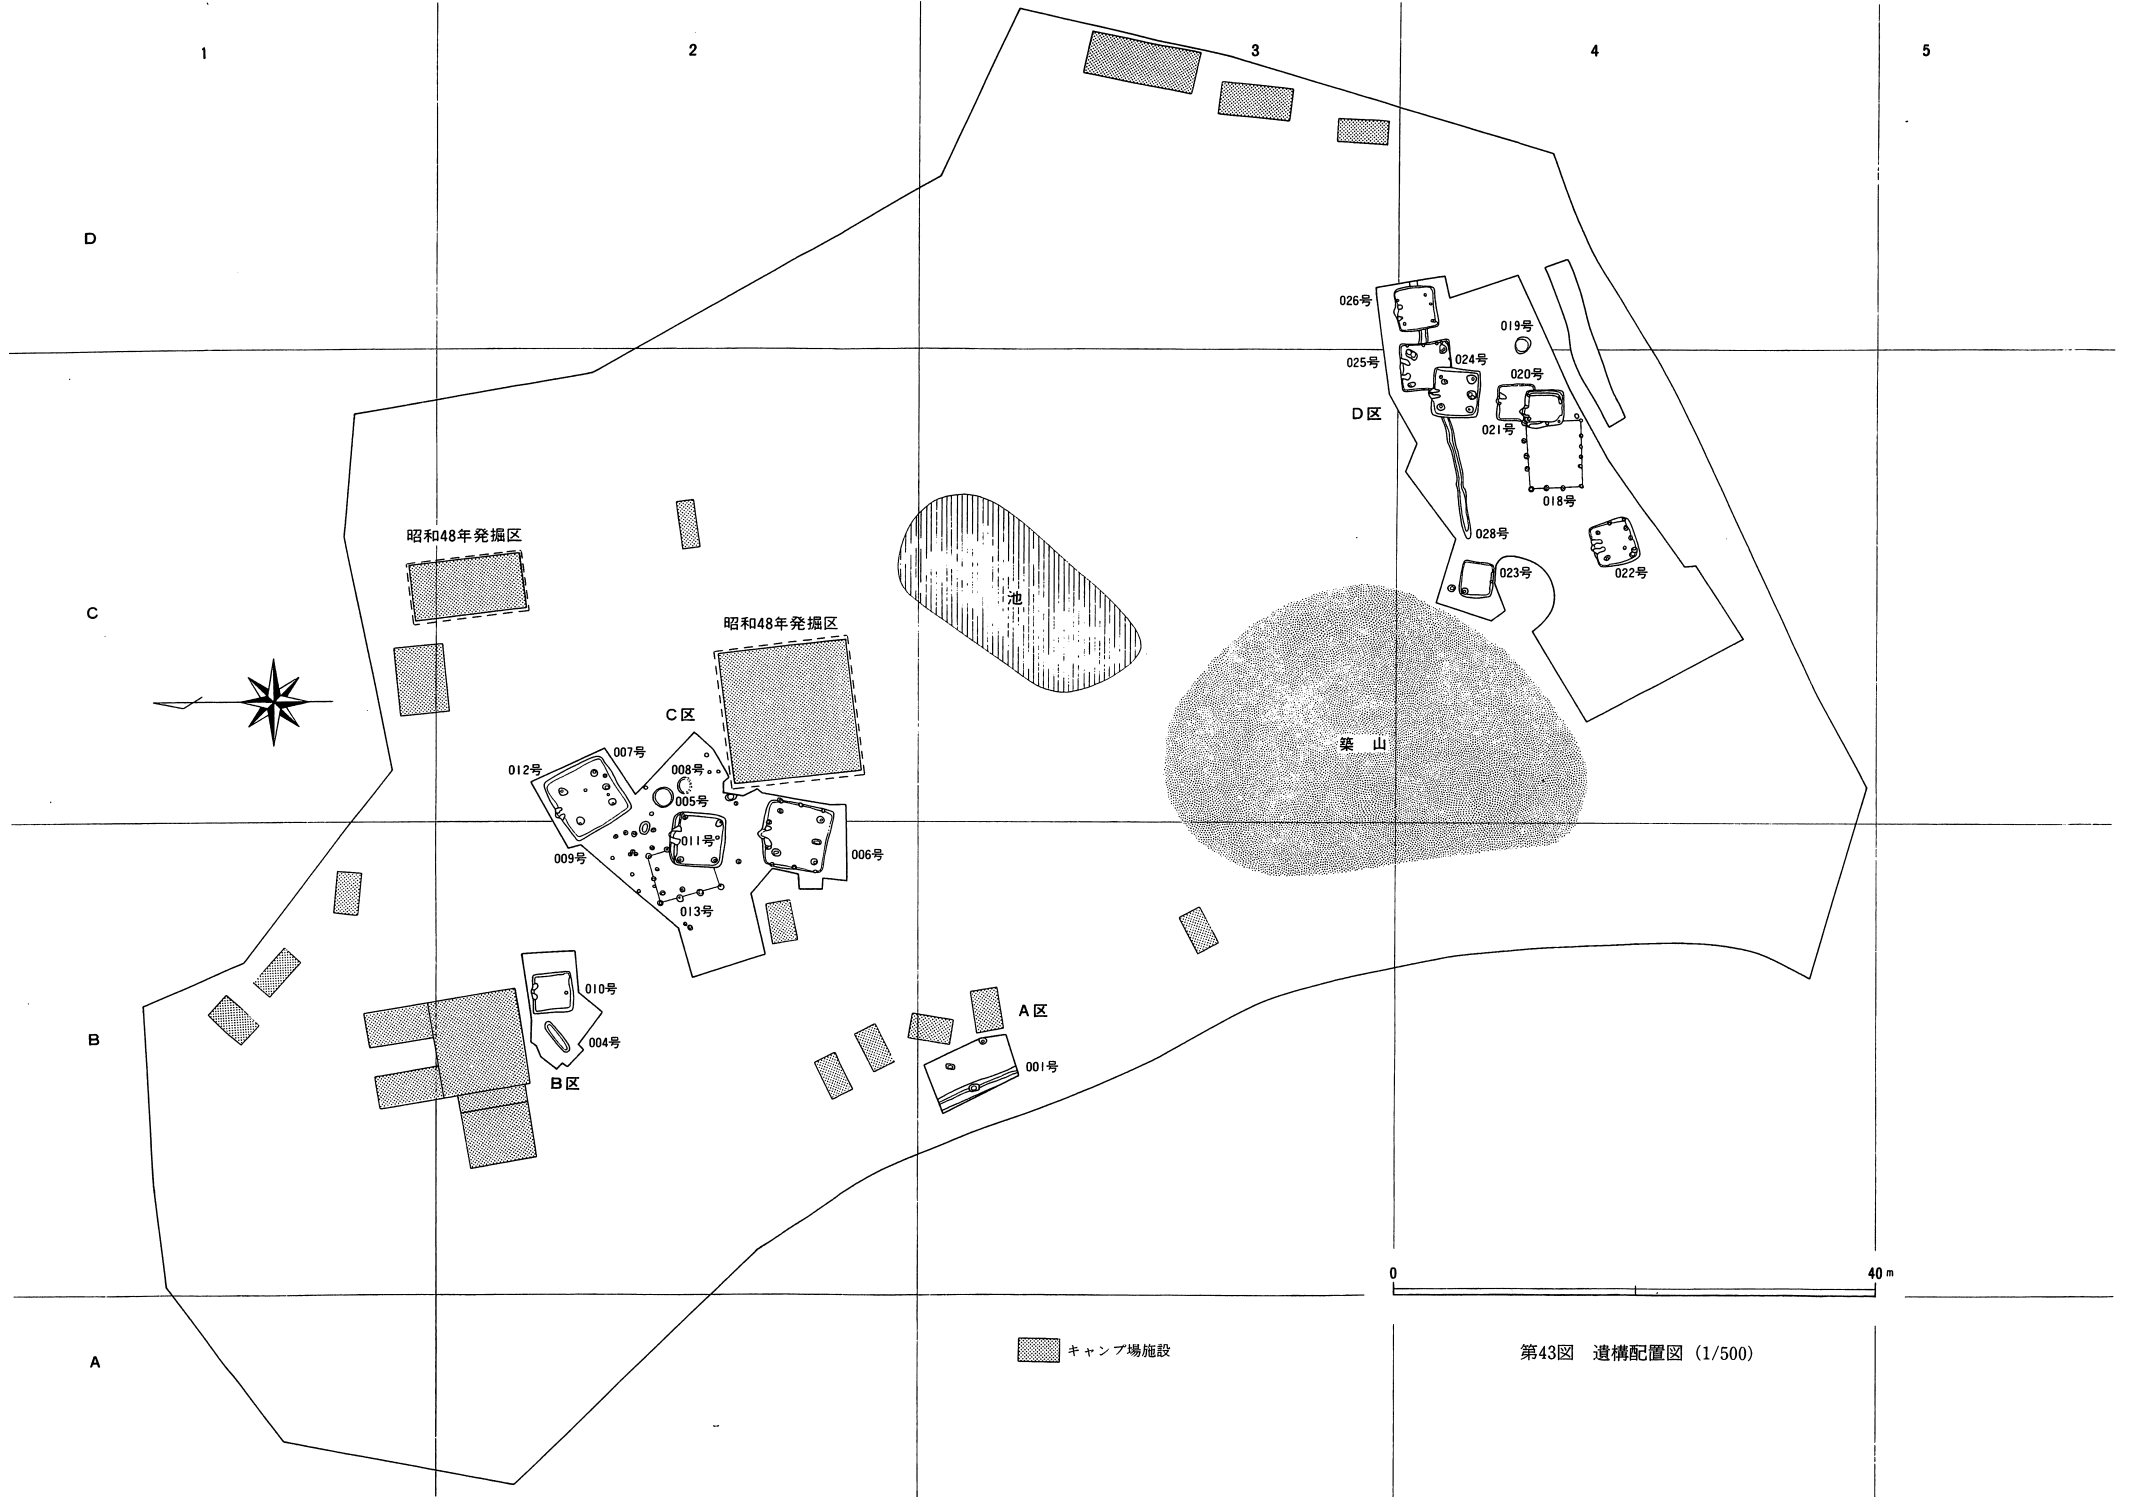 1
2
3
4
5
D
026号
019号
025号
024号
020号
D区
021号
018号
昭和48年発掘区
028号
023号
022号
池
C
昭和48年発掘区
C区
築 山
007号
012号
008号
005号
011号
009号
006号
013号
010号
A区
B
004号
001号
B区
0
40m
キャンプ場施設
第43図 遺構配置図 (1/500)
A